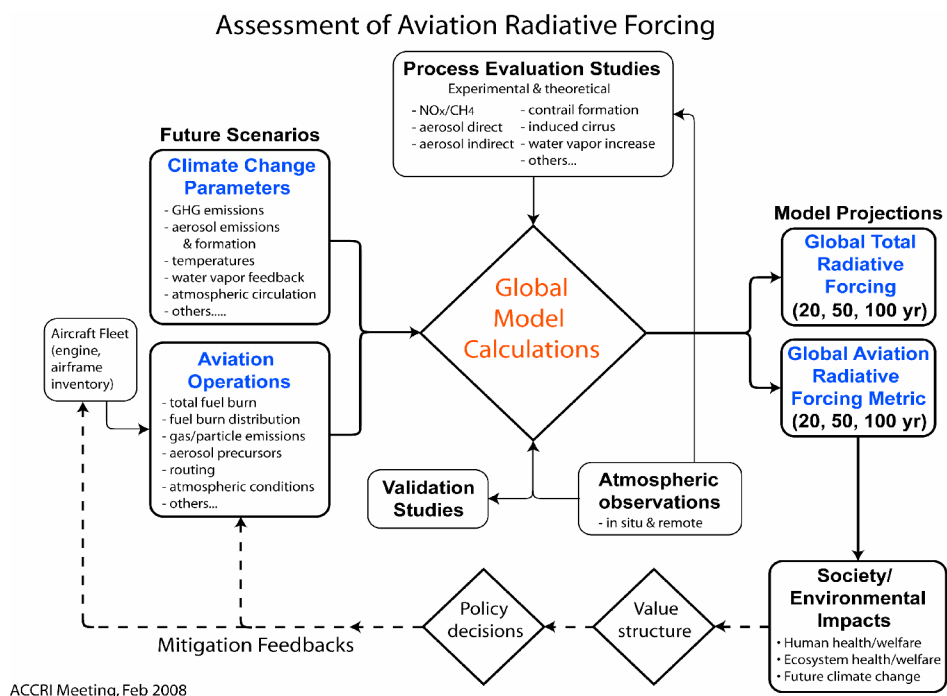 Assessment of Aviation Radiative Forcing
Process Evaluation Studies
Experimental & theoretical
- NOx/CH4
- aerosol direct
- aerosol indirect
- contrail formation
- induced cirrus
- water vapor increase
- others...
Future Scenarios
Climate Change
Parameters
- GHG emissions
- aerosol emissions
& formation
- temperatures
- water vapor feedback
- atmospheric circulation
- others.....
Aircraft Fleet
(engine,
airframe
inventory)
Aviation
Operations
- total fuel burn
- fuel burn distribution
- gas/particle emissions
- aerosol precursors
- routing
- atmospheric conditions
- others...
Global
Model
Calculations
Model Projections
Global Total
Radiative
Forcing
(20, 50, 100 yr)
Global Aviation
Radiative
Forcing Metric
(20, 50, 100 yr)
Validation
Studies
Atmospheric
observations
- in situ & remote
Society/
Environmental
Impacts
• Human health/welfare
• Ecosystem health/welfare
• Future climate change
Value
structure
Policy
decisions
Mitigation Feedbacks
ACCRI Meeting, Feb 2008